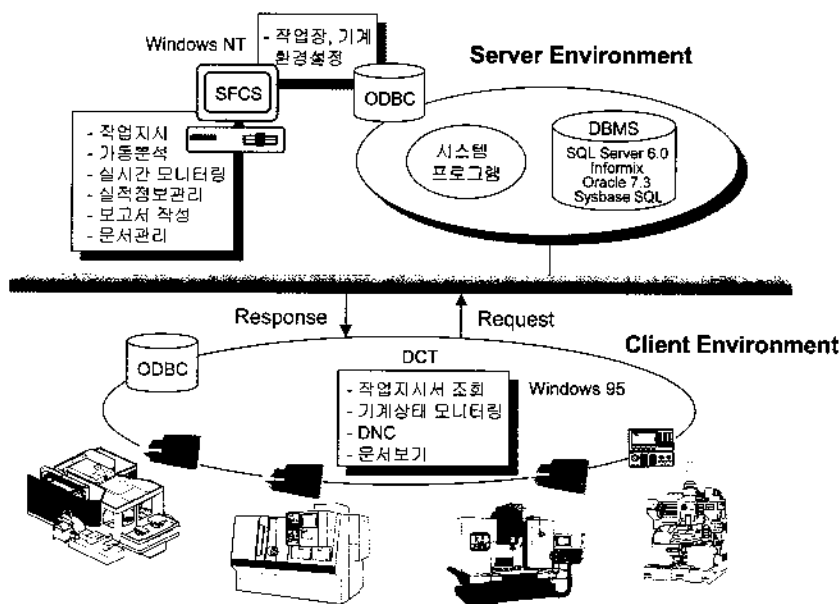 Windows NT
- 작업장, 기계
환경설정
Server Environment
SFCS
ODBC
- 작업지시
- 가동분석
- 실시간 모니터링
- 실적정보관리
- 보고서 작성
- 문서관리
시스템
프로그램
DBMS
SQL Server 6.0
Informix
Oracle 7.3
Sysbase SQL
Response
Request
Client Environment
DCT
ODBC
Windows 95
- 작업지시서 조회
- 기계상태 모니터링
- DNC
- 문서보기